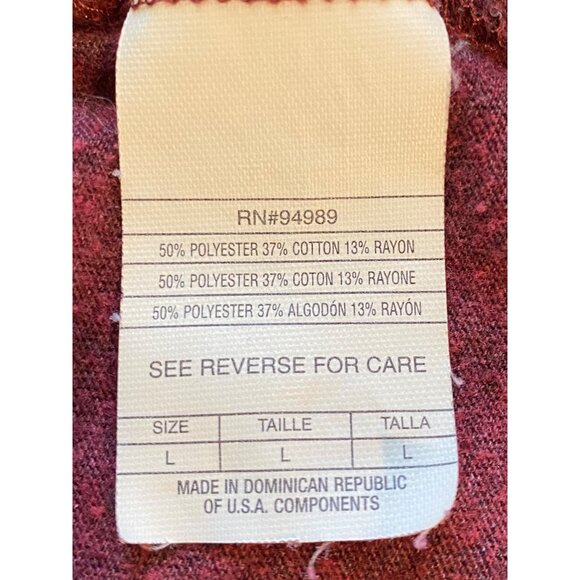 RN#94989
50% POLYESTER 37% COTTON 13% RAYON
50% POLYESTER 37% COTON 13% RAYONE
50% POLYESTER 37% ALGODÓN 13% RAYÓN
SEE REVERSE FOR CARE
SIZE TAILLE TALLA
L L L
MADE IN DOMINICAN REPUBLIC
OF U.S.A. COMPONENTS